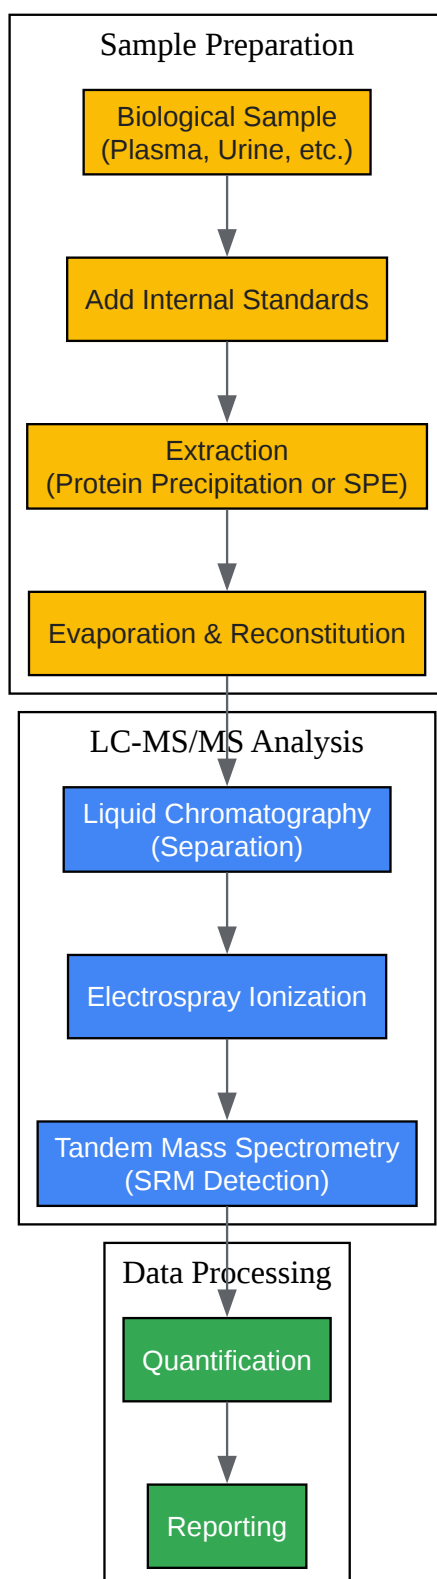 Sample Preparation
Biological Sample
(Plasma, Urine, etc.)
Add Internal Standards
Extraction
(Protein Precipitation or SPE)
Evaporation & Reconstitution
LC-MS/MS Analysis
Liquid Chromatography
(Separation)
Electrospray Ionization
Tandem Mass Spectrometry
(SRM Detection)
Data Processing
Quantification
Reporting